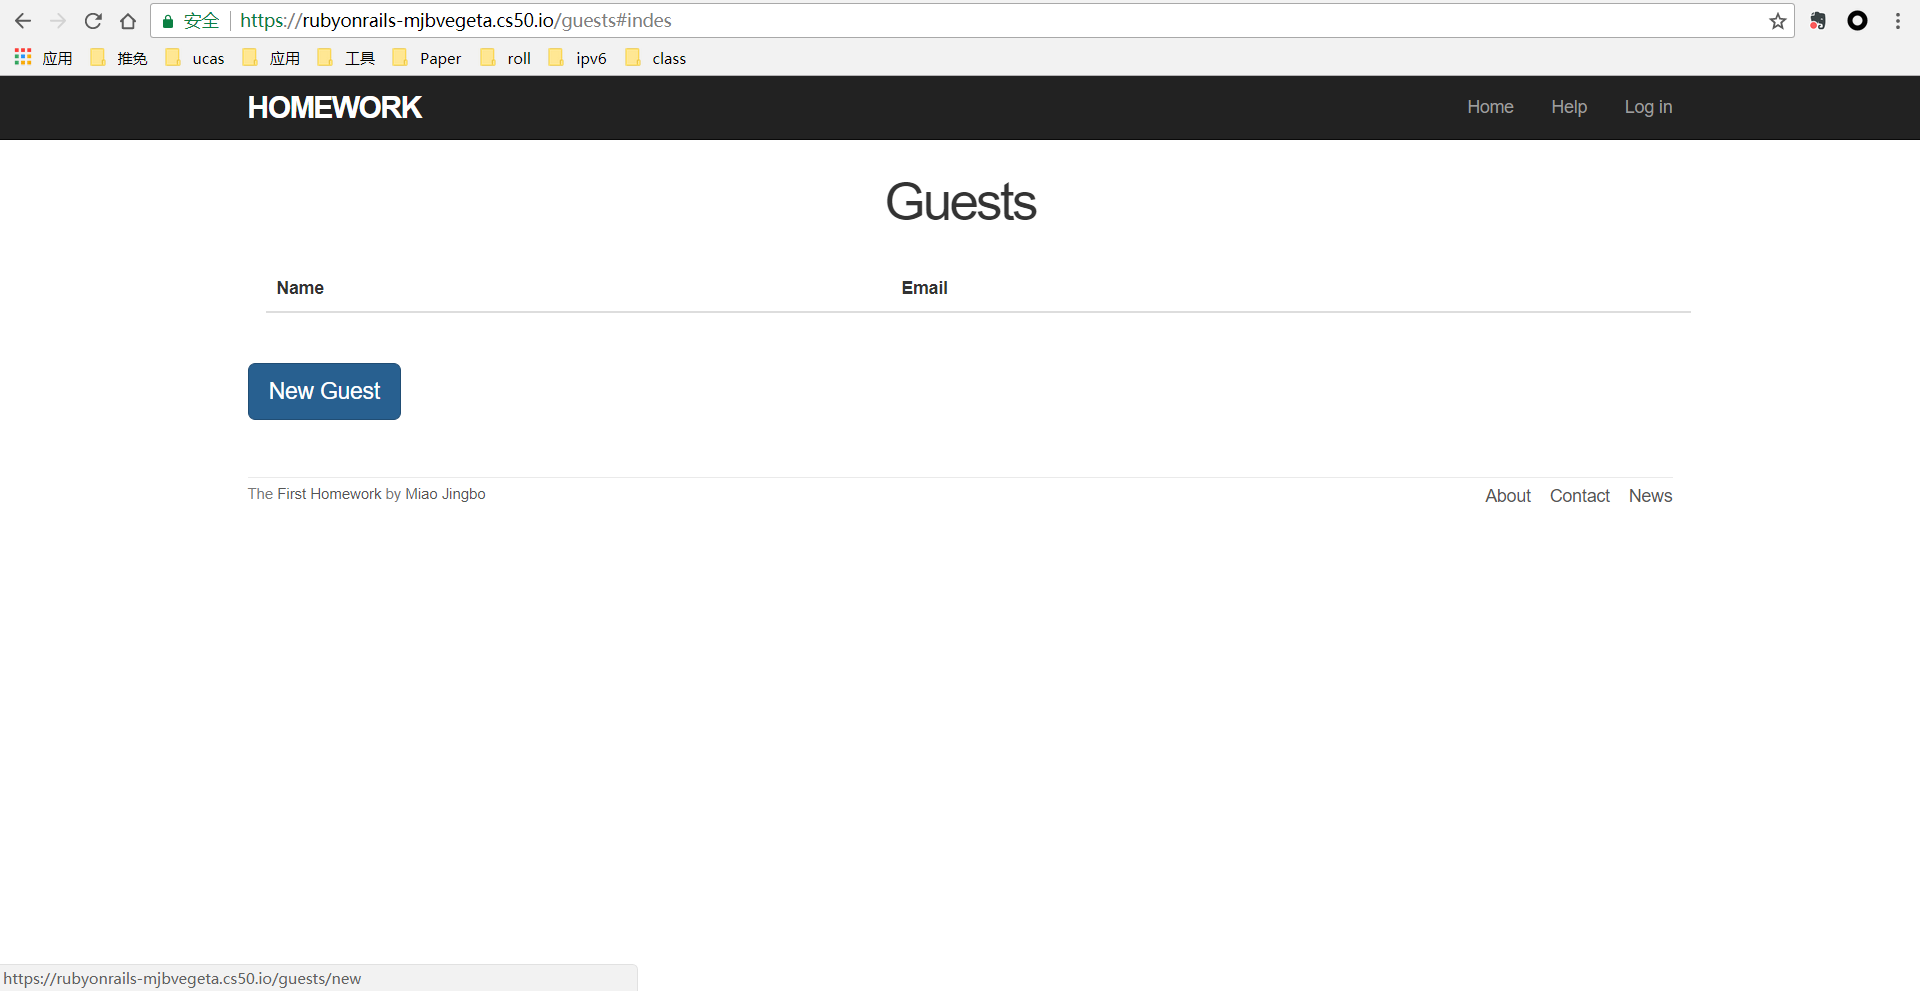 安全 https://rubyonrails-mjbvegeta.cs50.io/guests#indes
应用 推免 ucas 应用 工具 Paper roll ipv6 class
HOMEWORK Home Help Log in
Guests
Name Email
New Guest
The First Homework by Miao Jingbo About Contact News
https://rubyonrails-mjbvegeta.cs50.io/guests/new